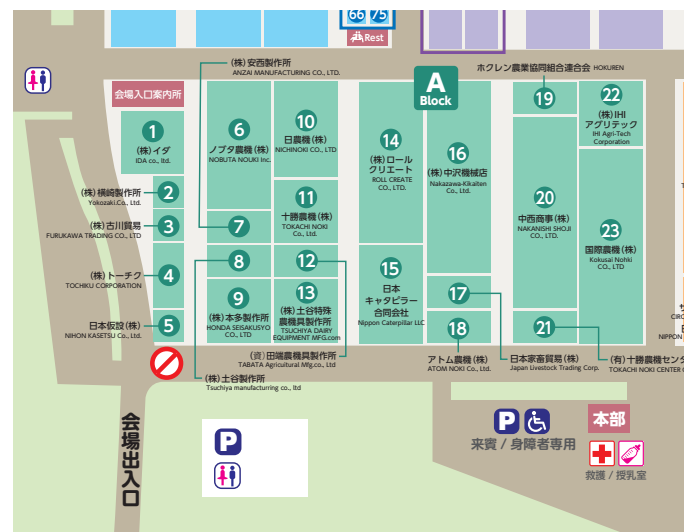 66 75
Rest
(株)安西製作所
ANZAI MANUFACTURING CO., LTD.
ホクレン農業協同組合連合会 HOKUREN
A
Block
会場入口案内所
1
(株)イダ
IDA co., ltd.
6
ノブタ農機(株)
NOBUTA NOUKI Inc.
10
日農機(株)
NICHINOKI CO., LTD
14
(株)ロール
クリエート
ROLL CREATE
CO., LTD.
16
(株)中沢機械店
Nakazawa-Kikaiten
Co., Ltd.
19
22
(株)IHI
アグリテック
IHI Agri-Tech
Corporation
2
(株)横崎製作所
Yokozaki.Co., Ltd.
3
(株)古川貿易
FURUKAWA TRADING CO., LTD
7
11
十勝農機(株)
TOKACHI NOKI
Co., Ltd.
20
中西商事(株)
NAKANISHI SHOJI
CO., LTD.
23
国際農機(株)
Kokusai Nohki
CO., LTD
4
(株)トーチク
TOCHIKU CORPORATION
8
12
15
日本
キャタピラー
合同会社
Nippon Caterpillar LLC
5
日本仮設(株)
NIHON KASETSU Co., Ltd.
9
(株)本多製作所
HONDA SEISAKUSYO
CO., LTD
13
(株)土谷特殊
農機具製作所
TSUCHIYA DAIRY
EQUIPMENT MFG.com
17
18
アトム農機(株)
ATOM NOKI Co., Ltd.
21
日本家畜貿易(株)
Japan Livestock Trading Corp.
(有)十勝農機センタ
TOKACHI NOKI CENTER
CIRC
NIPPON
(資)田端農機具製作所
TABATA Agricultural Mfg.co., Ltd
(株)土谷製作所
Tsuchiya manufacturring co., ltd
会場出入口
P
P
来賓 / 身障者専用
本部
救護 / 授乳室